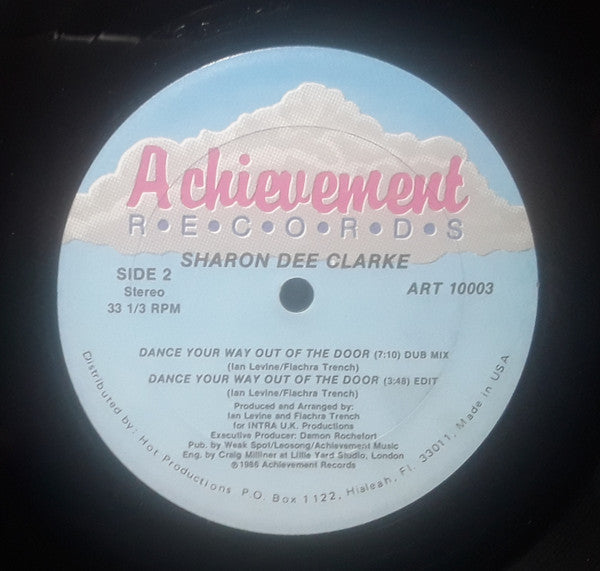 Achievement
R•E•C•O•R•D•S
SHARON DEE CLARKE
SIDE 2
Stereo
33 1/3 RPM
ART 10003
DANCE YOUR WAY OUT OF THE DOOR (7:10) DUB MIX
(Ian Levine/Fiachra Trench)
DANCE YOUR WAY OUT OF THE DOOR (3:48) EDIT
(Ian Levine/Fiachra Trench)
Produced and Arranged by:
Ian Levine and Fiachra Trench
for INTRA U.K. Productions
Executive Producer: Damon Rochefort
Pub. by Weak Spot/Leosong/Achievement Music
Eng. by Craig Milliner at Lillie Yard Studio, London
℗1986 Achievement Records
Distributed by: Hot Productions P.O. Box 1122, Hialeah, Fl. 33011, Made in USA